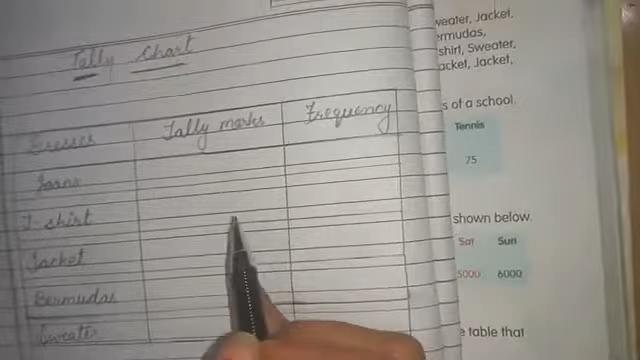 Tally Chart
Dresses Tally marks Frequency
Jeans
T-shirt
Jacket
Bermudas
Sweater
weater, Jacket,
ermudas,
shirt, Sweater,
acket, Jacket,
s of a school.
Tennis
75
shown below.
Sat Sun
5000 6000
e table that